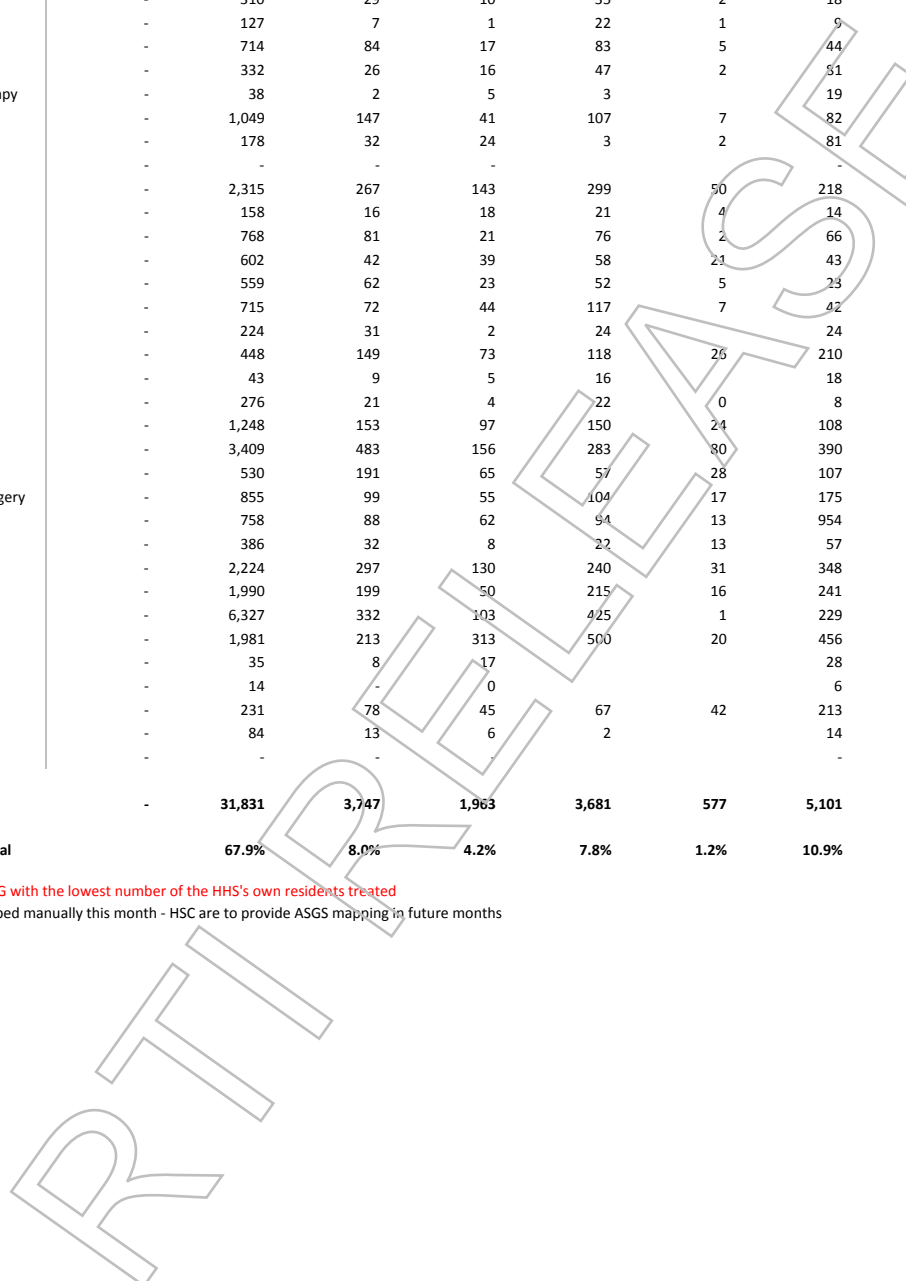 - 127 7 1 22 1 9
- 714 84 17 83 5 44
- 332 26 16 47 2 81
apy - 38 2 5 3 19
- 1,049 147 41 107 7 82
- 178 32 24 3 2 81
- - - - -
- 2,315 267 143 299 50 218
- 158 16 18 21 4 14
- 768 81 21 76 2 66
- 602 42 39 58 21 43
- 559 62 23 52 5 23
- 715 72 44 117 7 42
- 224 31 2 24 24
- 448 149 73 118 26 210
- 43 9 5 16 18
- 276 21 4 22 0 8
- 1,248 153 97 150 24 108
- 3,409 483 156 283 80 390
- 530 191 65 57 28 107
gery - 855 99 55 104 17 175
- 758 88 62 94 13 954
- 386 32 8 22 13 57
- 2,224 297 130 240 31 348
- 1,990 199 50 215 16 241
- 6,327 332 103 425 1 229
- 1,981 213 313 500 20 456
- 35 8 17 28
- 14 - 0 6
- 231 78 45 67 42 213
- 84 13 6 2 14
- - - - -
- 31,831 3,747 1,963 3,681 577 5,101
al 67.9% 8.0% 4.2% 7.8% 1.2% 10.9%
G with the lowest number of the HHS's own residents treated
ped manually this month - HSC are to provide ASGS mapping in future months
RTI RELEASE